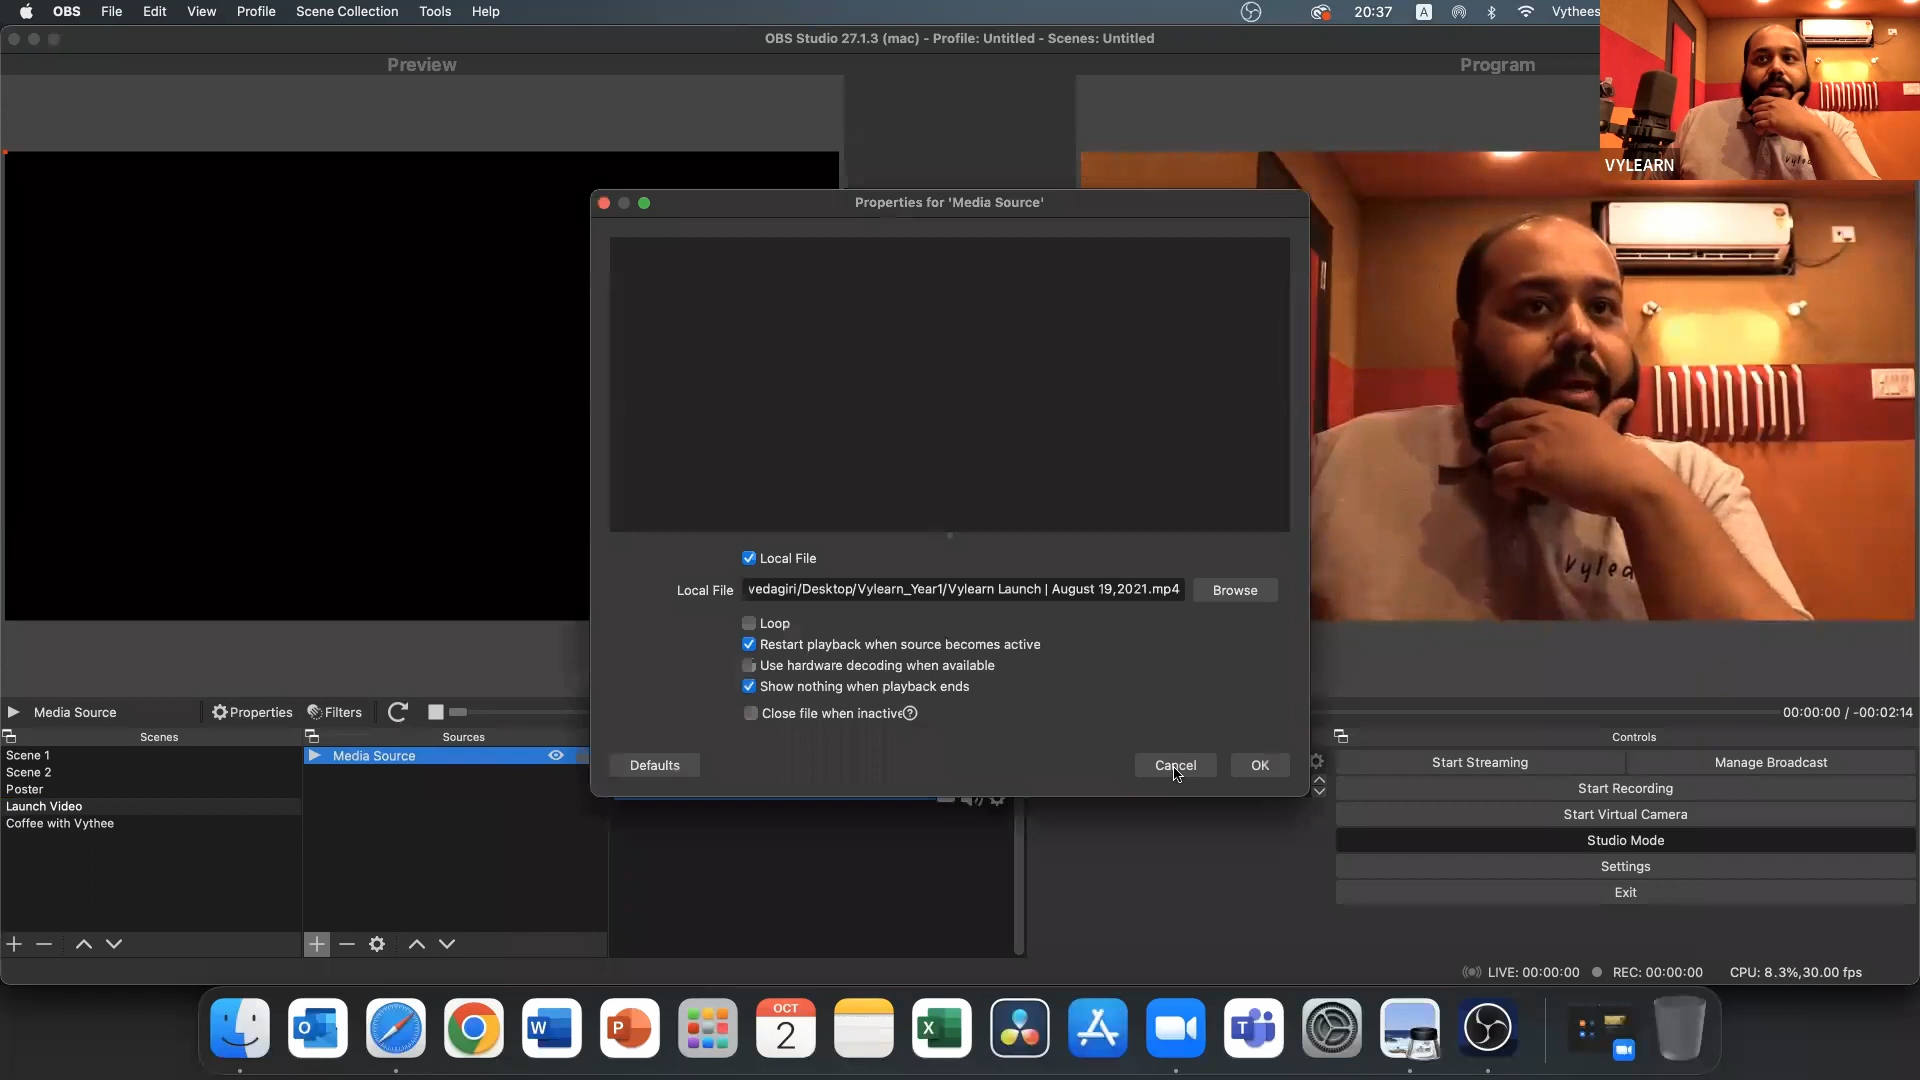 OBS File Edit View Profile Scene Collection Tools Help 20:37 A Vythees
OBS Studio 27.1.3 (mac) - Profile: Untitled - Scenes: Untitled
Preview
Program
VYLEARN
Properties for 'Media Source'
Local File
Local File vedagiri/Desktop/Vylearn_Year1/Vylearn Launch | August 19,2021.mp4 Browse
Loop
Restart playback when source becomes active
Use hardware decoding when available
Show nothing when playback ends
Close file when inactive ?
Defaults Cancel OK
Media Source Properties Filters 00:00:00 / -00:02:14
Scenes Sources Controls
Scene 1
Scene 2
Poster
Launch Video
Coffee with Vythee
Media Source
Start Streaming Manage Broadcast
Start Recording
Start Virtual Camera
Studio Mode
Settings
Exit
LIVE: 00:00:00 REC: 00:00:00 CPU: 8.3%,30.00 fps
O W P OCT 2 X T